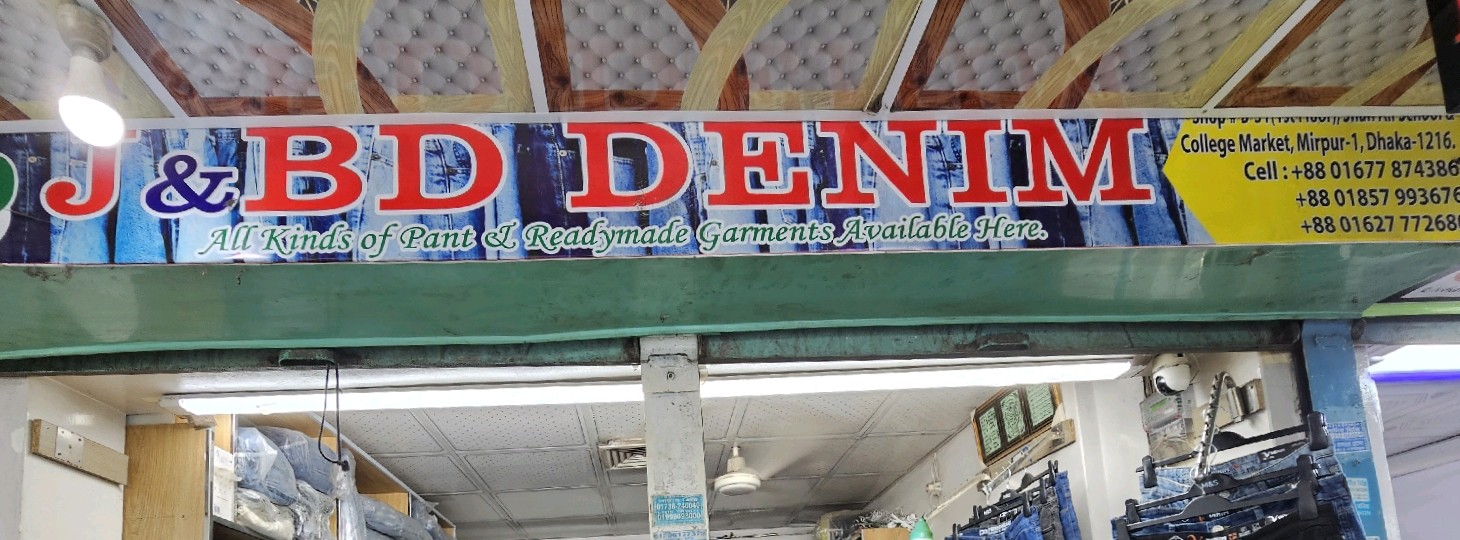 J & BD DENIM
All Kinds of Pant & Readymade Garments Available Here.
College Market, Mirpur-1, Dhaka-1216.
Cell : +88 01677 874386
+88 01857 993676
+88 01627 772680
M&S